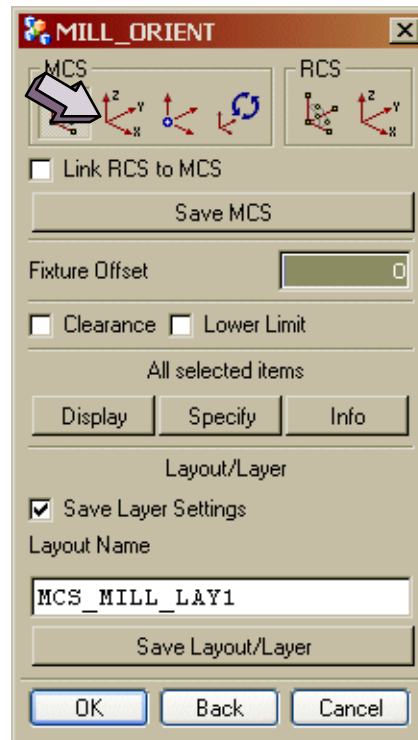 MILL_ORIENT
MCS RCS
Z Y X Z Y X
Link RCS to MCS
Save MCS
Fixture Offset 0
Clearance Lower Limit
All selected items
Display Specify Info
Layout/Layer
Save Layer Settings
Layout Name
MCS_MILL_LAY1
Save Layout/Layer
OK Back Cancel